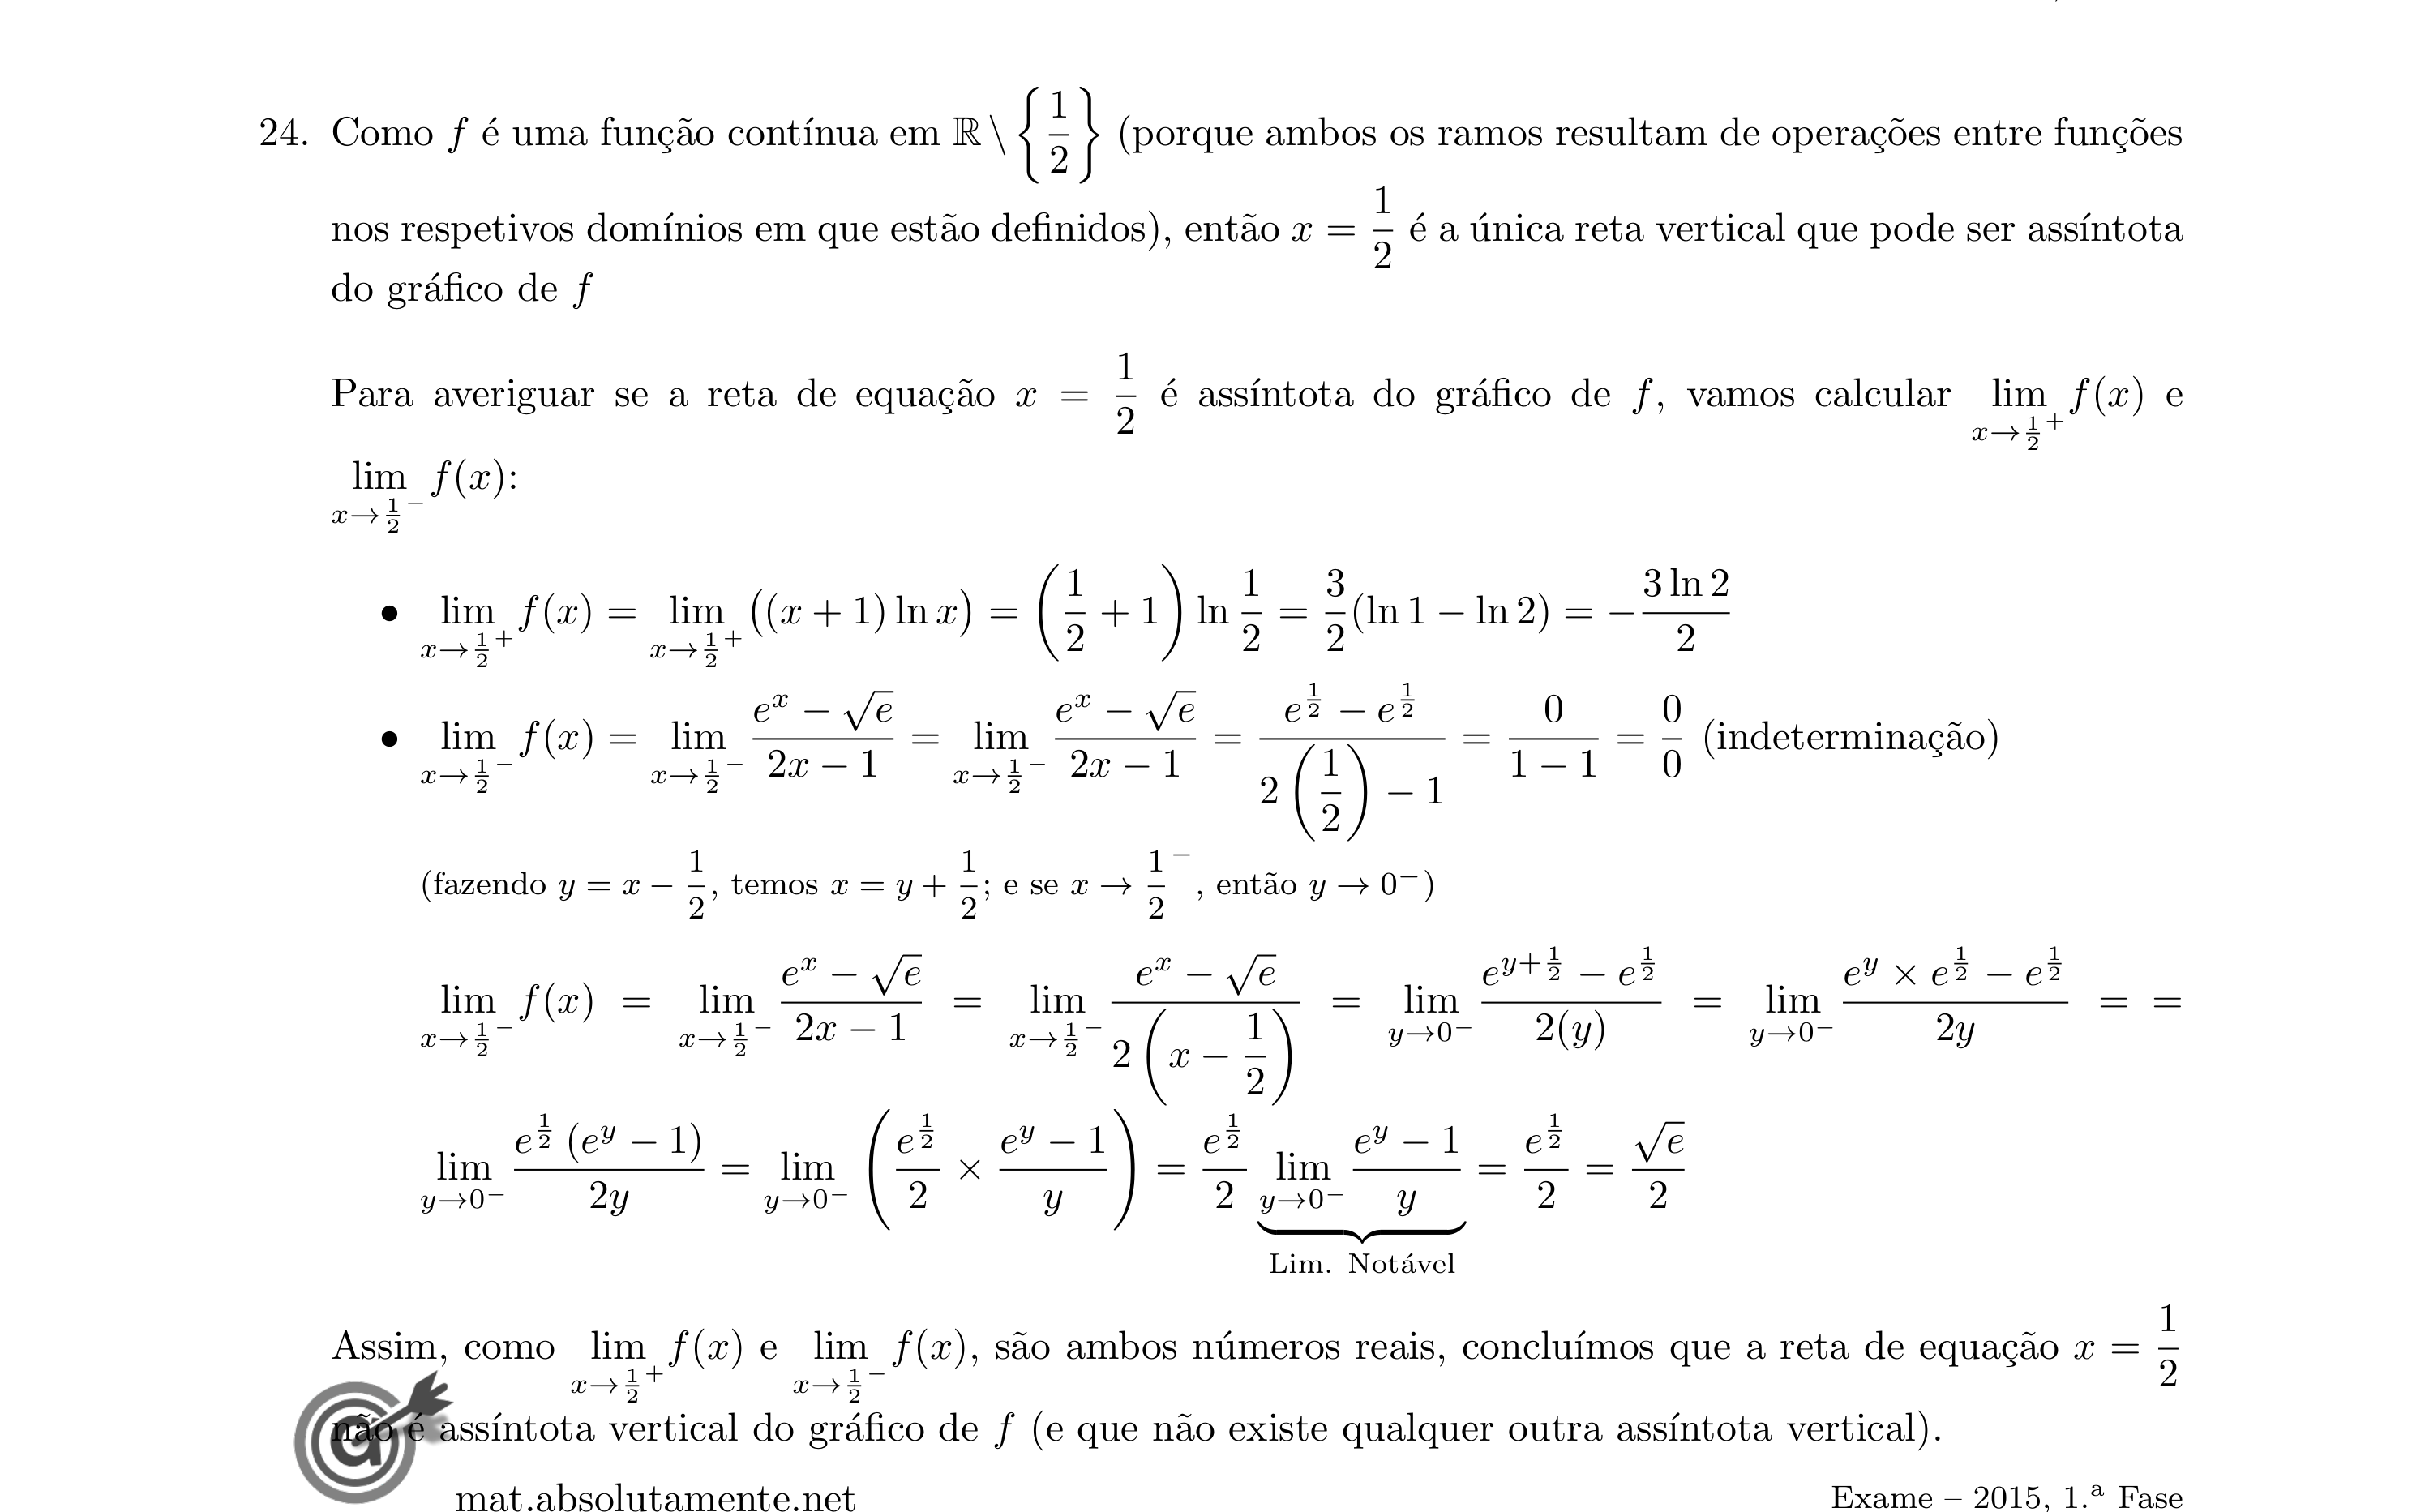 24. Como f é uma função contínua em ℝ \ {1/2} (porque ambos os ramos resultam de operações entre funções
nos respetivos domínios em que estão definidos), então x = 1/2 é a única reta vertical que pode ser assíntota
do gráfico de f
Para averiguar se a reta de equação x = 1/2 é assíntota do gráfico de f, vamos calcular lim_{x→1/2⁺} f(x) e
lim_{x→1/2⁻} f(x):
• lim_{x→1/2⁺} f(x) = lim_{x→1/2⁺} ((x + 1) ln x) = (1/2 + 1) ln 1/2 = 3/2 (ln 1 − ln 2) = −(3 ln 2)/2
• lim_{x→1/2⁻} f(x) = lim_{x→1/2⁻} (e^x − √e)/(2x − 1) = lim_{x→1/2⁻} (e^x − √e)/(2x − 1) = (e^{1/2} − e^{1/2})/(2(1/2) − 1) = 0/(1 − 1) = 0/0 (indeterminação)
(fazendo y = x − 1/2, temos x = y + 1/2; e se x → 1/2⁻, então y → 0⁻)
lim_{x→1/2⁻} f(x) = lim_{x→1/2⁻} (e^x − √e)/(2x − 1) = lim_{x→1/2⁻} (e^x − √e)/(2(x − 1/2)) = lim_{y→0⁻} (e^{y+1/2} − e^{1/2})/(2(y)) = lim_{y→0⁻} (e^y × e^{1/2} − e^{1/2})/(2y) = =
lim_{y→0⁻} (e^{1/2} (e^y − 1))/(2y) = lim_{y→0⁻} (e^{1/2}/2 × (e^y − 1)/y) = e^{1/2}/2 lim_{y→0⁻} (e^y − 1)/y = e^{1/2}/2 = √e/2
Lim. Notável
Assim, como lim_{x→1/2⁺} f(x) e lim_{x→1/2⁻} f(x), são ambos números reais, concluímos que a reta de equação x = 1/2
não é assíntota vertical do gráfico de f (e que não existe qualquer outra assíntota vertical).
mat.absolutamente.net
Exame – 2015, 1.ª Fase